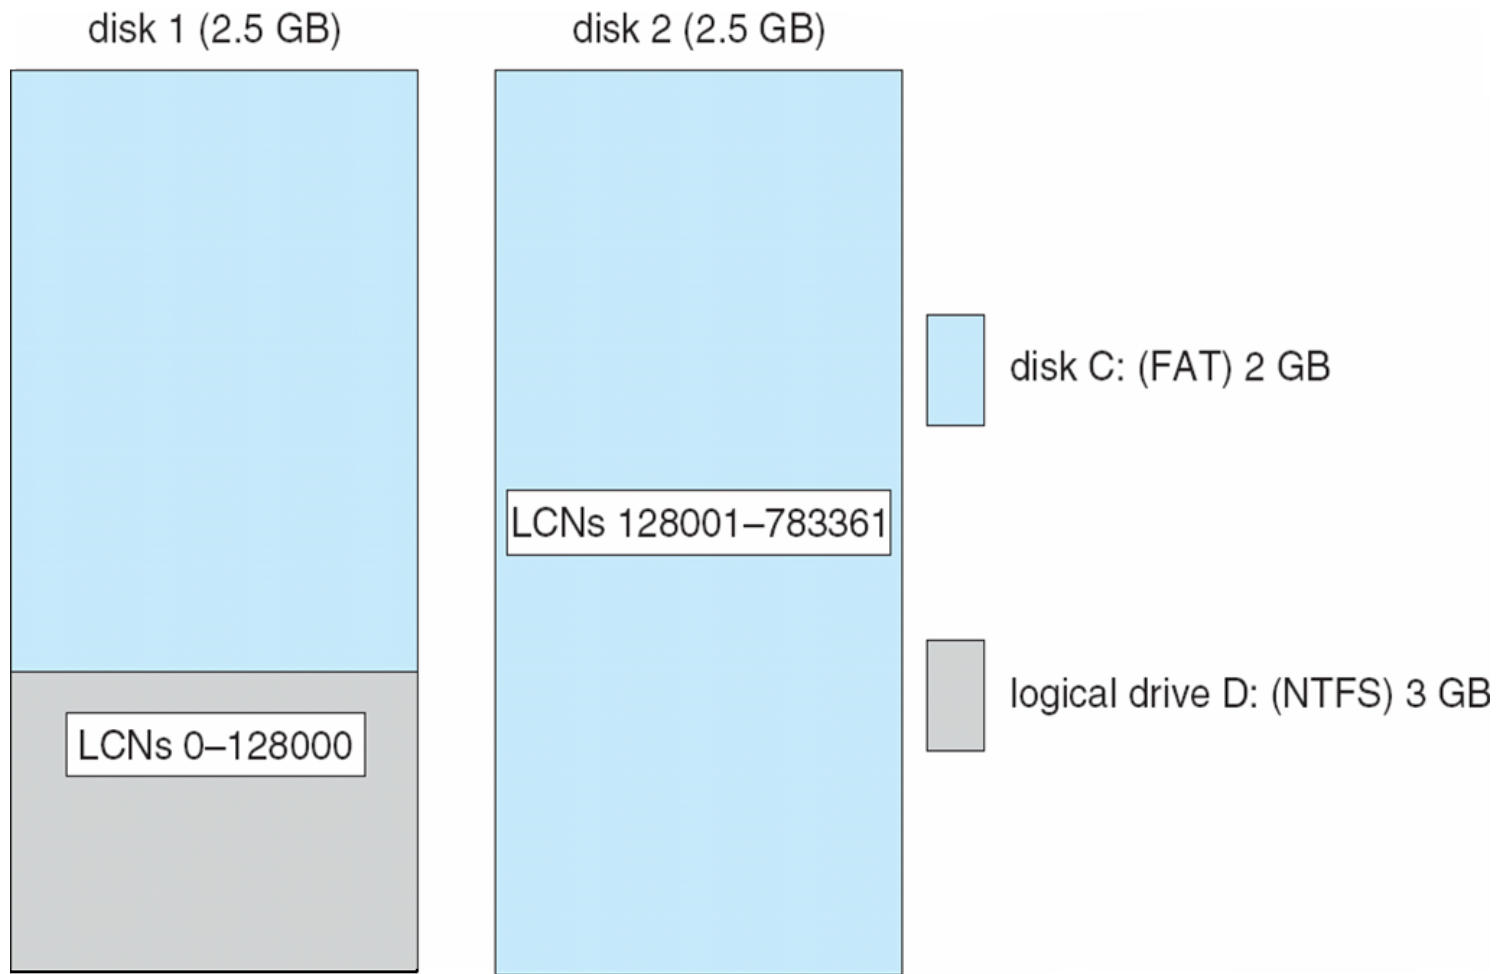 disk 1 (2.5 GB)
disk 2 (2.5 GB)
disk C: (FAT) 2 GB
LCNs 128001–783361
logical drive D: (NTFS) 3 GB
LCNs 0–128000